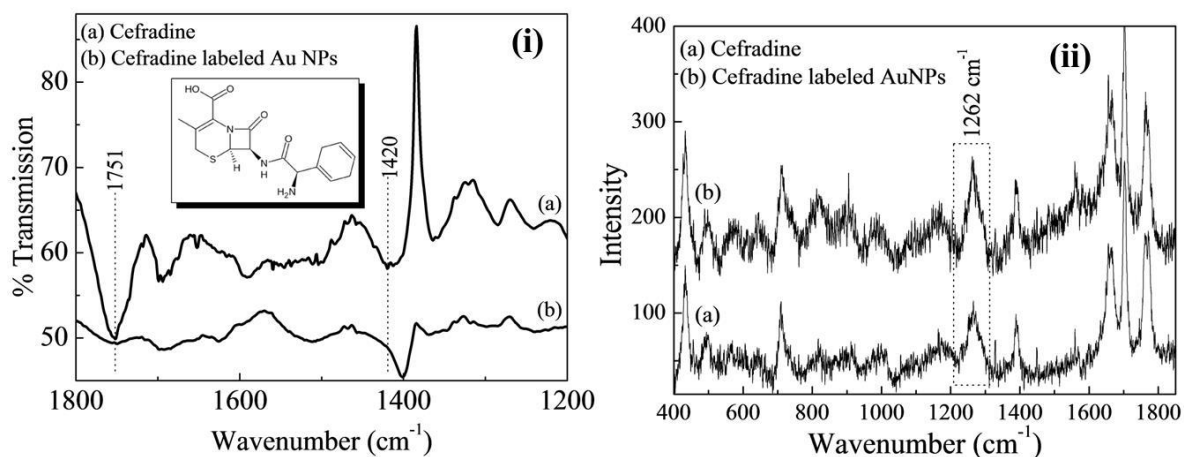 (i)
(a) Cefradine
(b) Cefradine labeled Au NPs
HO
O
O
N
S
H
N
H
O
H₂N
1751
1420
(a)
(b)
80
70
60
50
% Transmission
1800
1600
1400
1200
Wavenumber (cm⁻¹)
(ii)
(a) Cefradine
(b) Cefradine labeled AuNPs
1262 cm⁻¹
(b)
(a)
400
300
200
100
Intensity
400 600 800 1000 1200 1400 1600 1800
Wavenumber (cm⁻¹)